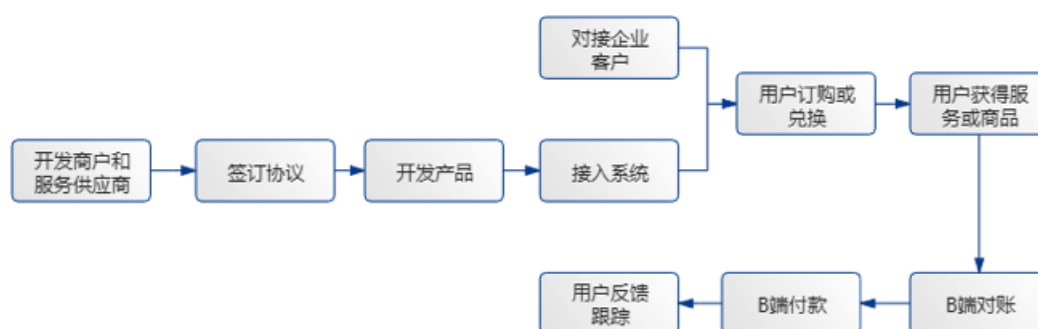 对接企业
客户
用户订购或
兑换
用户获得服
务或商品
开发商户和
服务供应商
签订协议
开发产品
接入系统
用户反馈
跟踪
B端付款
B端对账